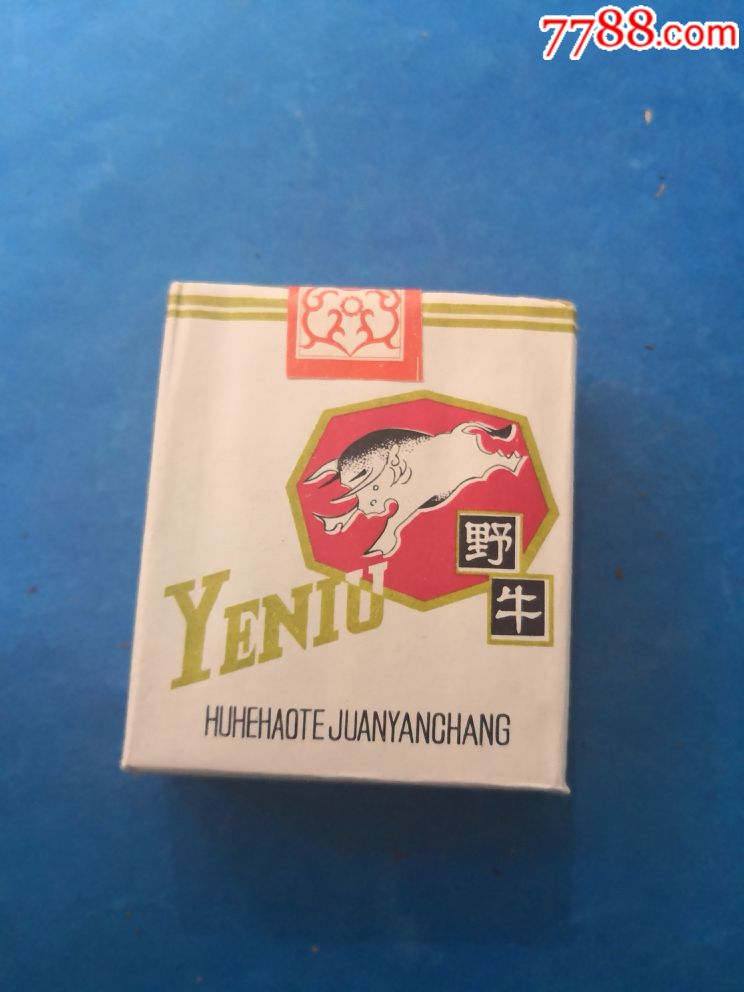 7788.com
野
牛
YENIU
HUHEHAOTE JUANYANCHANG